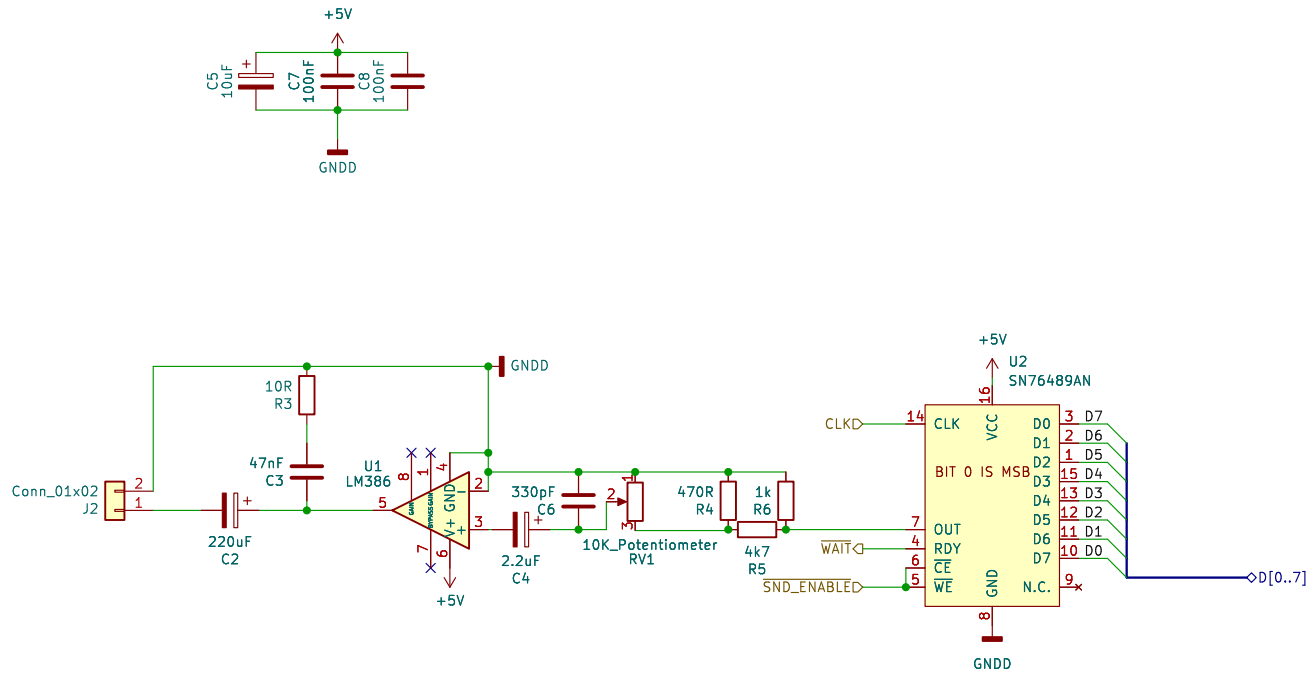 +5V
+
C5
10uF
C7
100nF
C8
100nF
GNDD
+5V
U2
SN76489AN
16
VCC
CLK
14
CLK
D0
3
D7
D1
2
D6
BIT 0 IS MSB
D2
1
D5
D3
15
D4
D4
13
D3
D5
12
D2
7
OUT
D6
11
D1
WAIT
4
RDY
D7
10
D0
6
CE
SND_ENABLE
5
WE
GND
N.C.
9
D[0..7]
8
GNDD
GNDD
10R
R3
47nF
C3
Conn_01x02
J2
2
1
+
220uF
C2
U1
LM386
8
1
4
GAIN
BYPASS
GAIN
GND
V+
-
+
2
3
5
7
6
+5V
+
2.2uF
C4
330pF
C6
1
2
3
10K_Potentiometer
RV1
470R
R4
1k
R6
4k7
R5